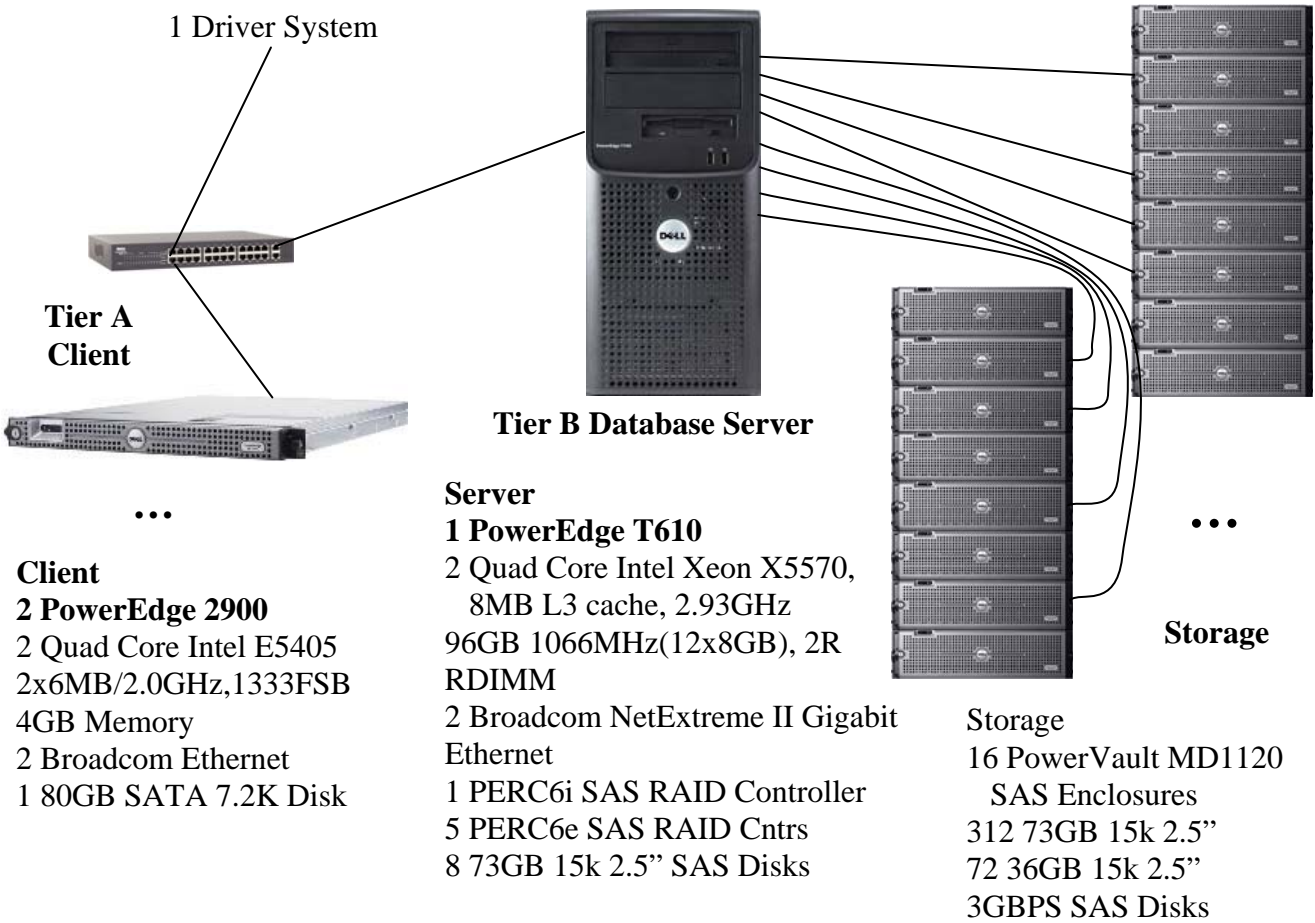 1 Driver System
Tier A
Client
DELL
Tier B Database Server
...
Client
2 PowerEdge 2900
2 Quad Core Intel E5405
2x6MB/2.0GHz,1333FSB
4GB Memory
2 Broadcom Ethernet
1 80GB SATA 7.2K Disk
Server
1 PowerEdge T610
2 Quad Core Intel Xeon X5570,
8MB L3 cache, 2.93GHz
96GB 1066MHz(12x8GB), 2R
RDIMM
2 Broadcom NetExtreme II Gigabit
Ethernet
1 PERC6i SAS RAID Controller
5 PERC6e SAS RAID Cntrs
8 73GB 15k 2.5” SAS Disks
...
Storage
Storage
16 PowerVault MD1120
SAS Enclosures
312 73GB 15k 2.5”
72 36GB 15k 2.5”
3GBPS SAS Disks